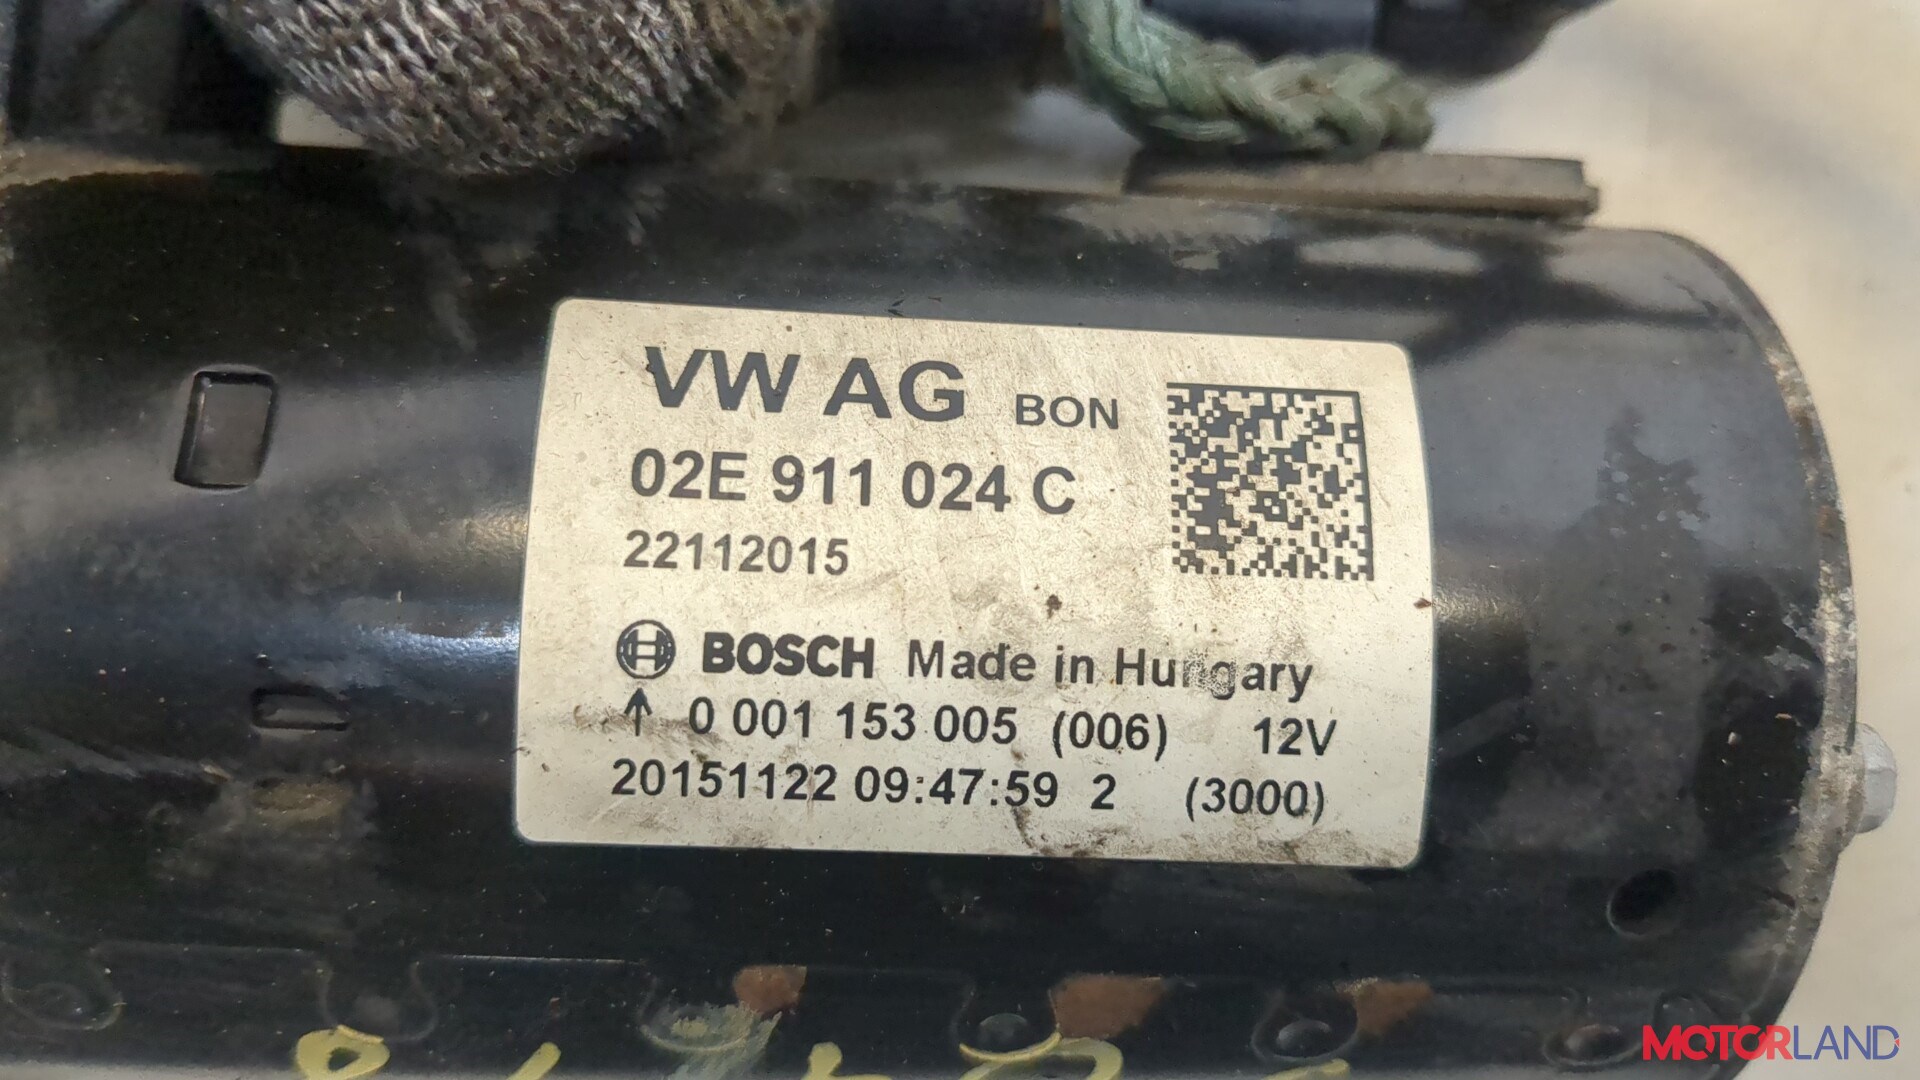 VW AG BON
02E 911 024 C
22112015
BOSCH Made in Hungary
↑ 0 001 153 005 (006) 12V
20151122 09:47:59 2 (3000)
MOTORLAND